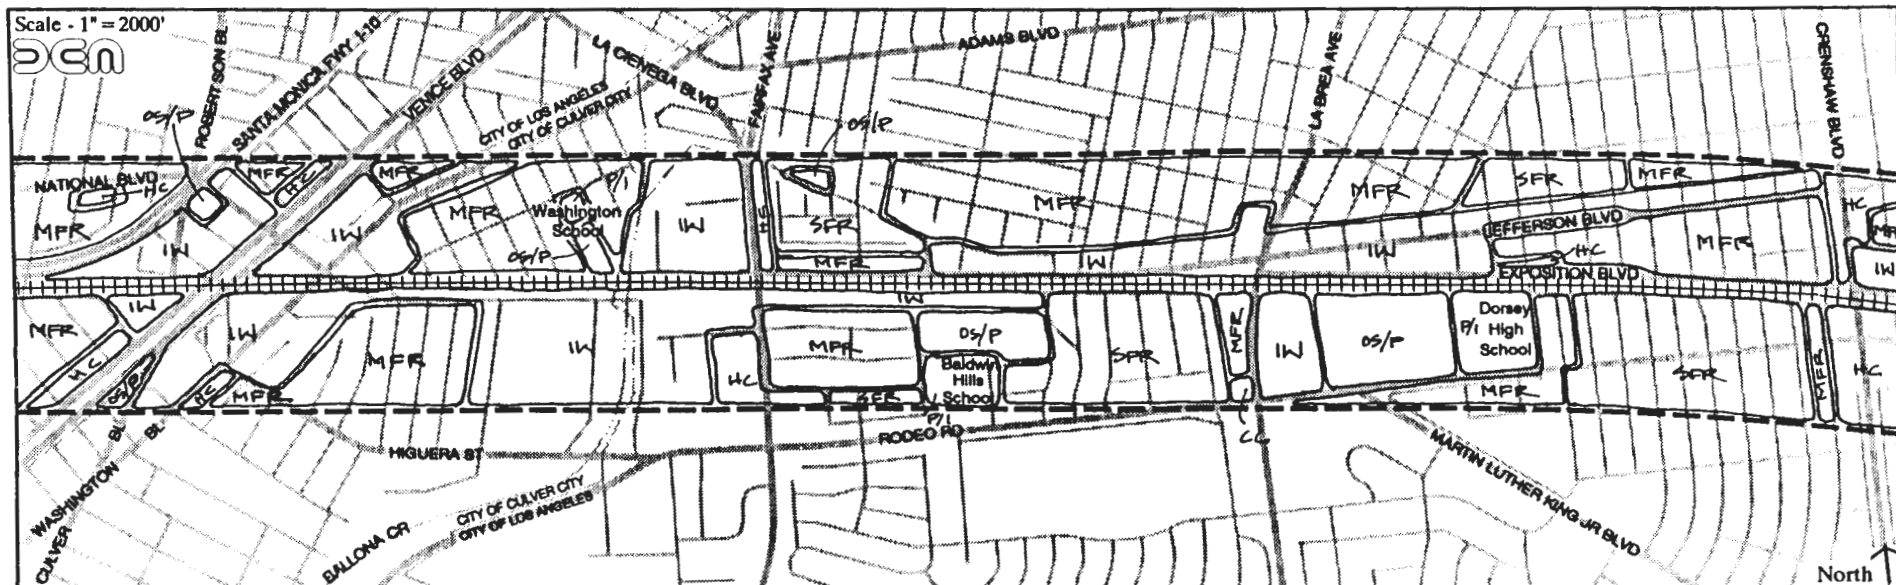 Scale - 1" = 2000'
DCM
ROBERTSON BL
SANTA MONICA FWY I-10
VENICE BLVD
LA CIENEGA BLVD
FAIRFAX AVE
ADAMS BLVD
LA BREA AVE
CRENSHAW BLVD
CITY OF LOS ANGELES
CITY OF CULVER CITY
OS/P
OS/P
NATIONAL BLVD
HC
MFR
HC
MFR
MFR
IW
IW
MFR
P/I
Washington
School
OS/P
IW
HC
SFR
MFR
MFR
IW
MFR
IW
SFR
MFR
JEFFERSON BLVD
HC
EXPOSITION BLVD
MFR
HC
MFR
IW
MFR
IW
HC
OS/P
IW
HC
MFR
MFR
IW
HC
IW
MFR
SFR
OS/P
Baldwin
Hills
School
P/I
SFR
MFR
CC
IW
OS/P
Dorsey
P/I High
School
MFR
SFR
MFR
HC
WASHINGTON BL
CULVER BL
HIGUERA ST
RODEO RD
MARTIN LUTHER KING JR BLVD
BALLONA CR
CITY OF CULVER CITY
CITY OF LOS ANGELES
North